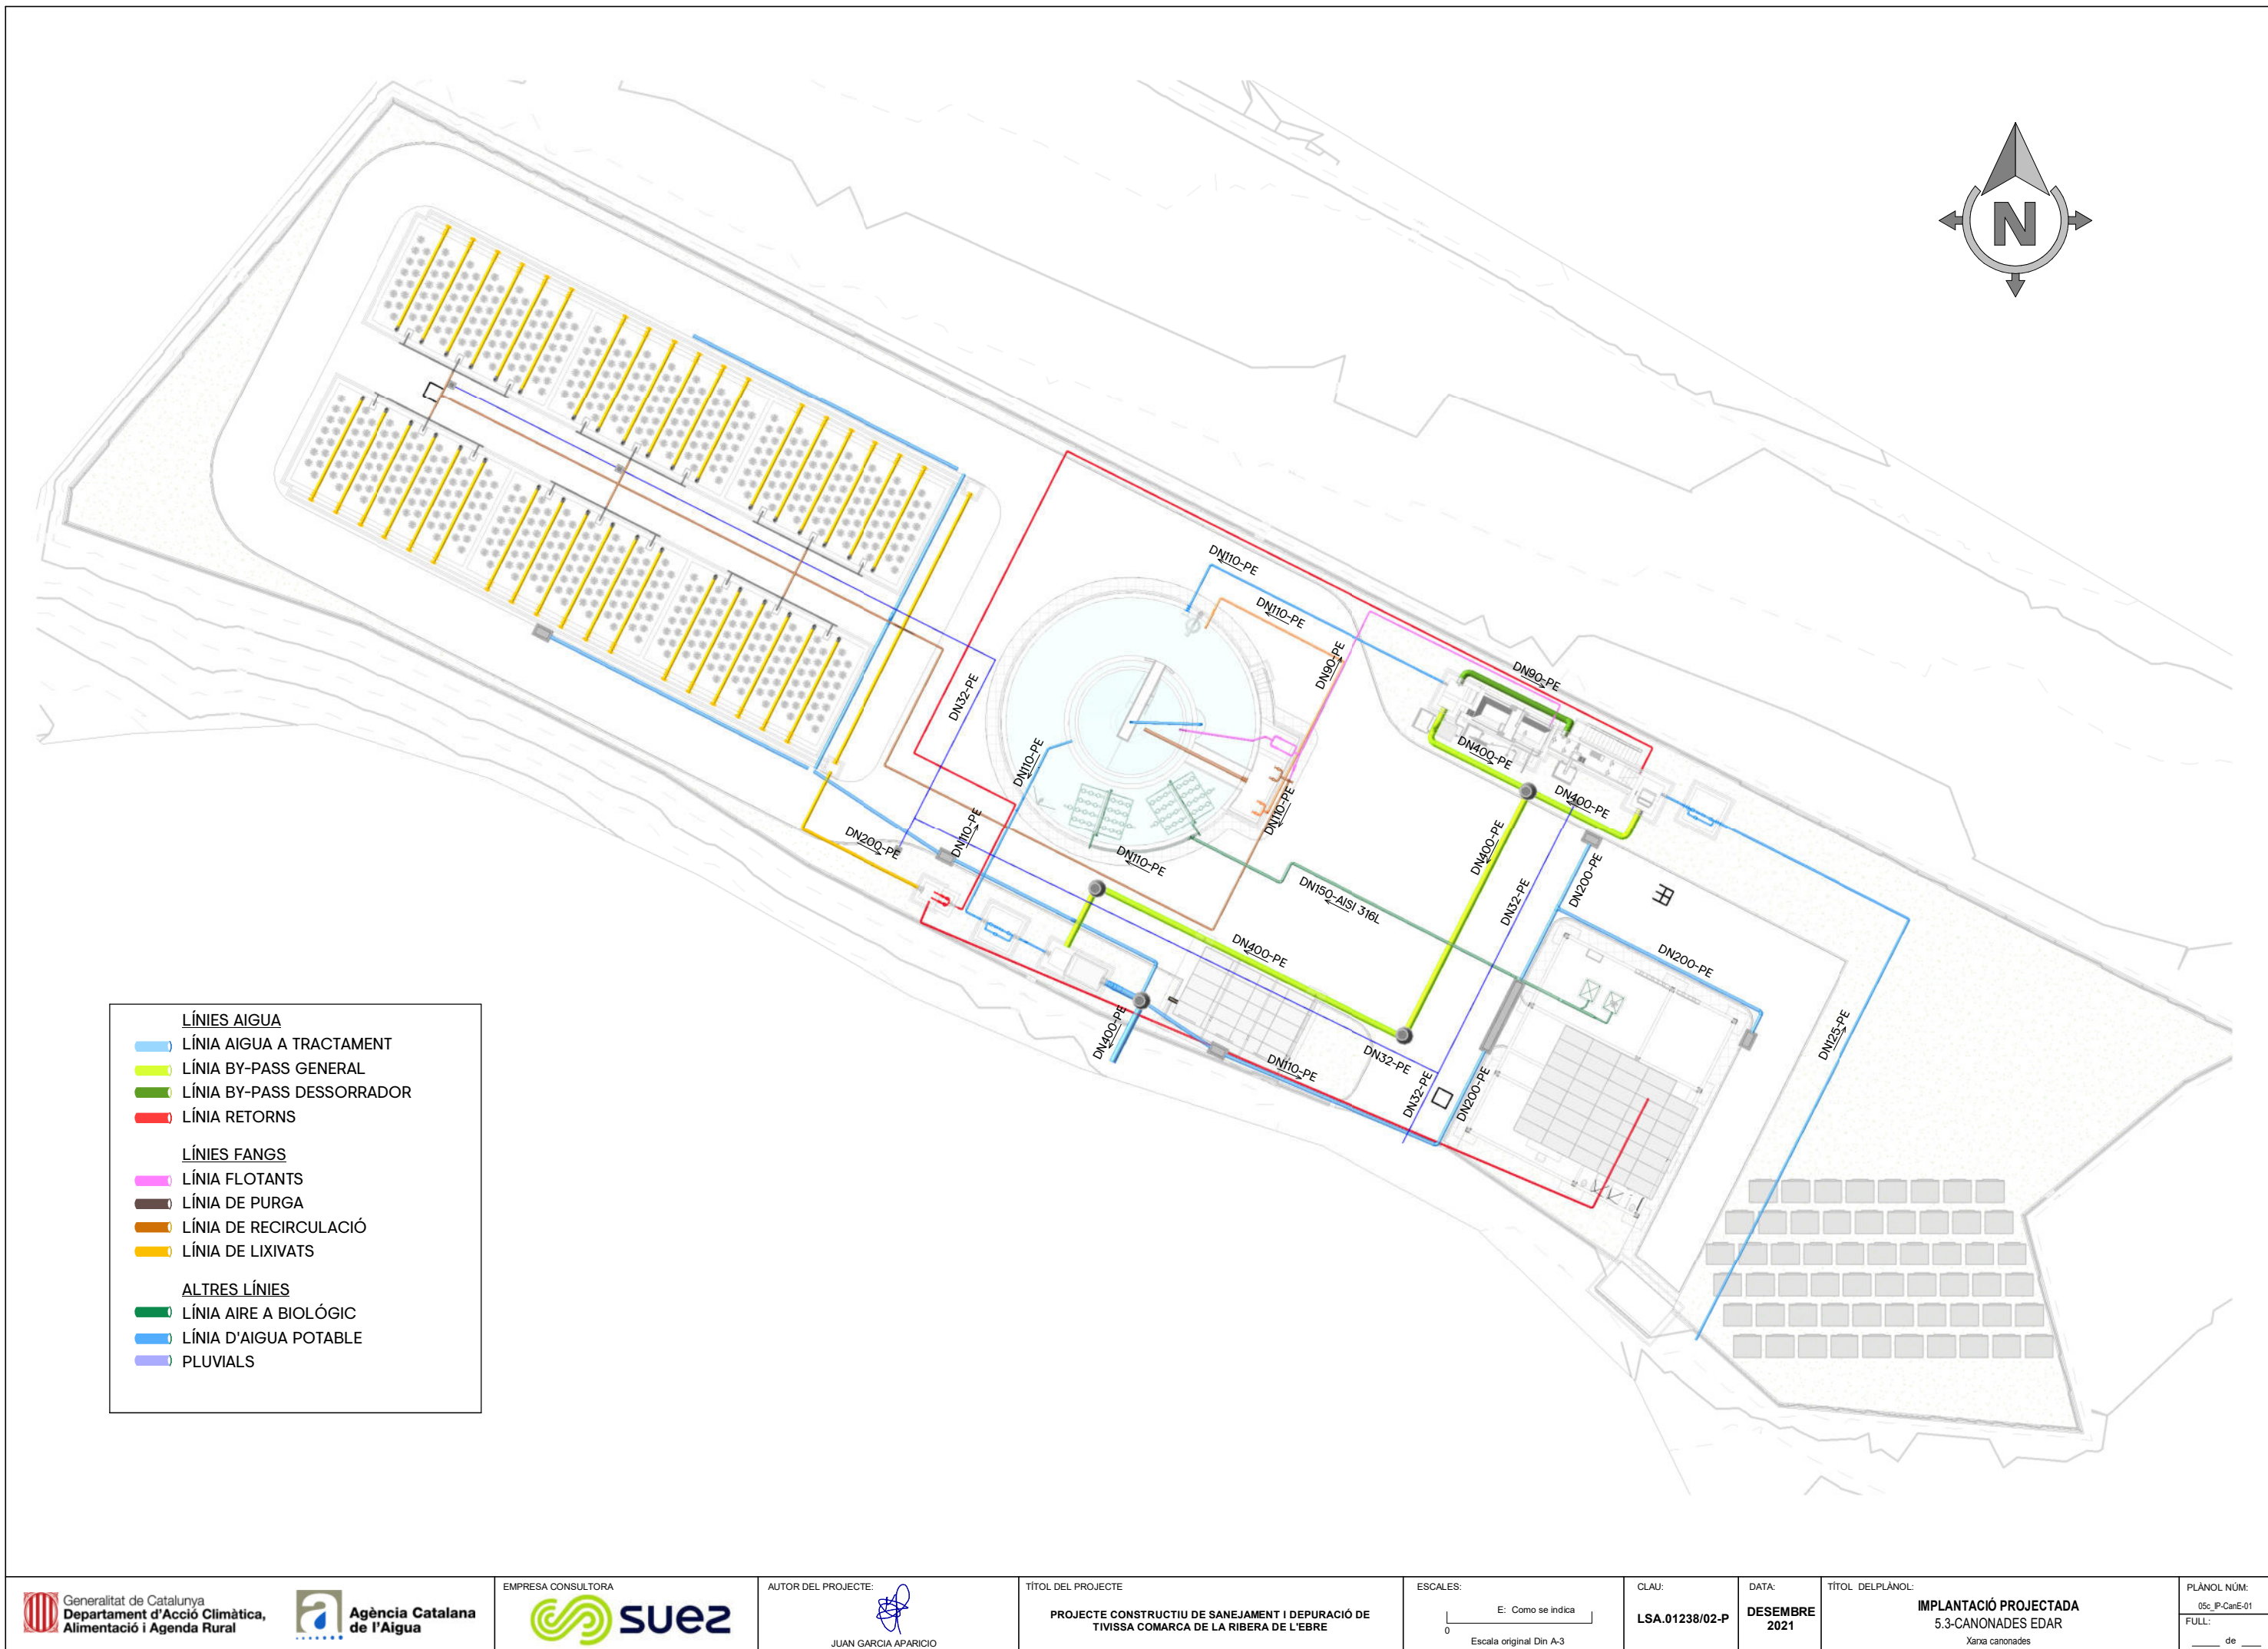 N
DN110-PE
DN110-PE
DN90-PE
DN90-PE
DN32-PE
DN110-PE
DN400-PE
DN400-PE
DN110-PE
DN110-PE
DN200-PE
DN110-PE
DN400-PE
DN200-PE
DN150-AISI 316L
DN32-PE
DN400-PE
DN200-PE
DN400-PE
DN32-PE
DN110-PE
DN32-PE
DN200-PE
DN125-PE
LÍNIES AIGUA
LÍNIA AIGUA A TRACTAMENT
LÍNIA BY-PASS GENERAL
LÍNIA BY-PASS DESSORRADOR
LÍNIA RETORNS
LÍNIES FANGS
LÍNIA FLOTANTS
LÍNIA DE PURGA
LÍNIA DE RECIRCULACIÓ
LÍNIA DE LIXIVATS
ALTRES LÍNIES
LÍNIA AIRE A BIOLÓGIC
LÍNIA D'AIGUA POTABLE
PLUVIALS
Generalitat de Catalunya
Departament d'Acció Climàtica,
Alimentació i Agenda Rural
Agència Catalana
de l'Aigua
EMPRESA CONSULTORA
suez
AUTOR DEL PROJECTE:
JUAN GARCIA APARICIO
TÍTOL DEL PROJECTE
PROJECTE CONSTRUCTIU DE SANEJAMENT I DEPURACIÓ DE
TIVISSA COMARCA DE LA RIBERA DE L'EBRE
ESCALES:
E: Como se indica
0
Escala original Din A-3
CLAU:
LSA.01238/02-P
DATA:
DESEMBRE
2021
TÍTOL DELPLÀNOL:
IMPLANTACIÓ PROJECTADA
5.3-CANONADES EDAR
Xarxa canonades
PLÀNOL NÚM:
05c_IP-CanE-01
FULL:
____ de ____